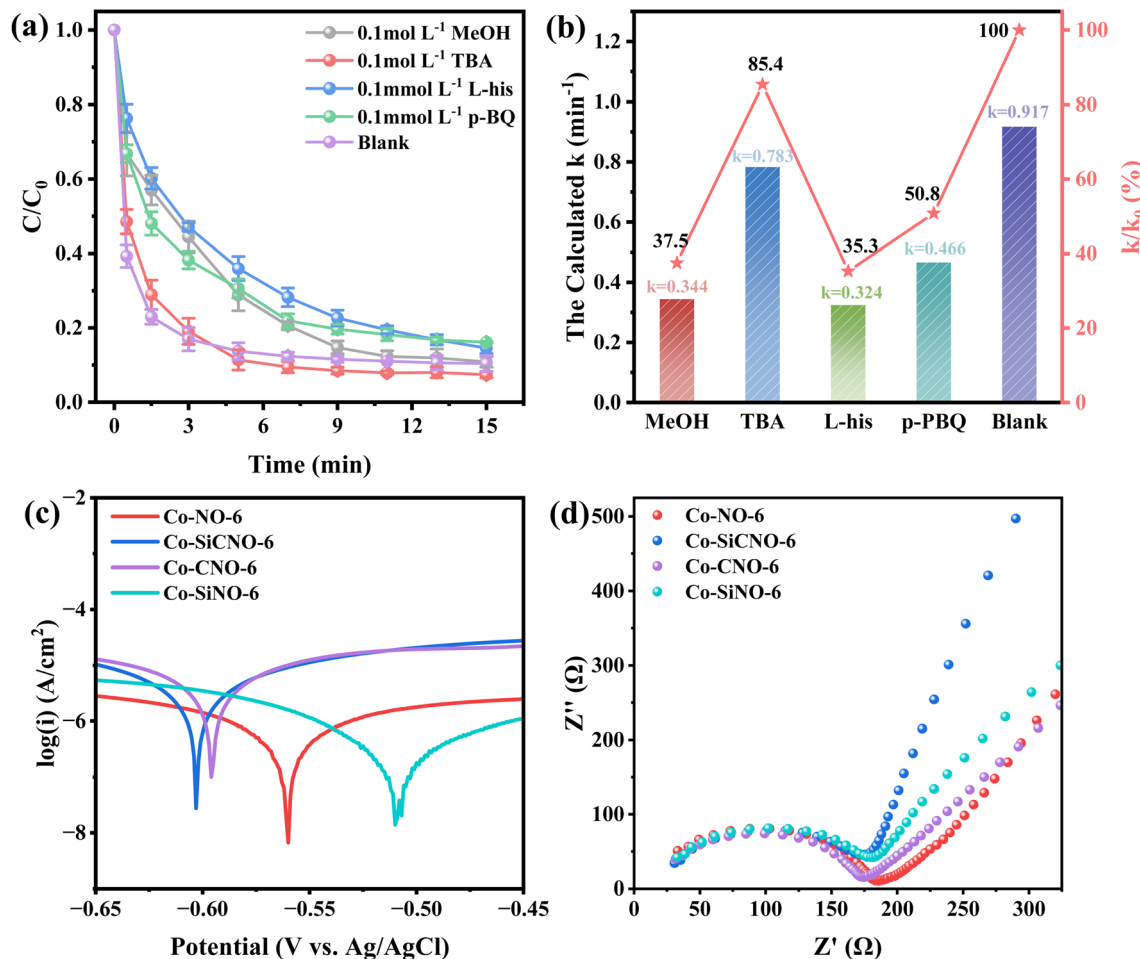 (a)
0.1mol L⁻¹ MeOH
0.1mol L⁻¹ TBA
0.1mmol L⁻¹ L-his
0.1mmol L⁻¹ p-BQ
Blank
C/C₀
1.0
0.8
0.6
0.4
0.2
0.0
0 3 6 9 12 15
Time (min)
(b)
The Calculated k (min⁻¹)
1.2
1.0
0.8
0.6
0.4
0.2
0.0
37.5
85.4
35.3
50.8
100
k=0.344
k=0.783
k=0.324
k=0.466
k=0.917
MeOH TBA L-his p-PBQ Blank
k/k₀ (%)
100
80
60
40
20
0
(c)
Co-NO-6
Co-SiCNO-6
Co-CNO-6
Co-SiNO-6
log(i) (A/cm²)
−2
−4
−6
−8
−0.65 −0.60 −0.55 −0.50 −0.45
Potential (V vs. Ag/AgCl)
(d)
Co-NO-6
Co-SiCNO-6
Co-CNO-6
Co-SiNO-6
Z'' (Ω)
500
400
300
200
100
0
0 50 100 150 200 250 300
Z' (Ω)